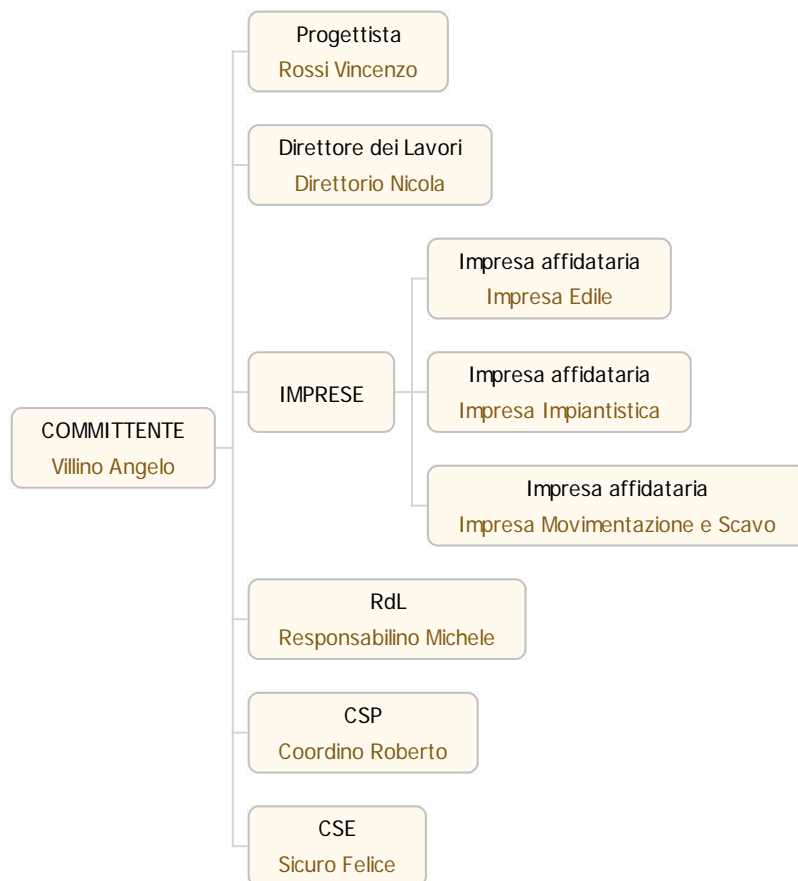 Progettista
Rossi Vincenzo
Direttore dei Lavori
Direttorio Nicola
Impresa affidataria
Impresa Edile
IMPRESE
Impresa affidataria
Impresa Impiantistica
COMMITTENTE
Villino Angelo
Impresa affidataria
Impresa Movimentazione e Scavo
RdL
Responsabilino Michele
CSP
Coordino Roberto
CSE
Sicuro Felice